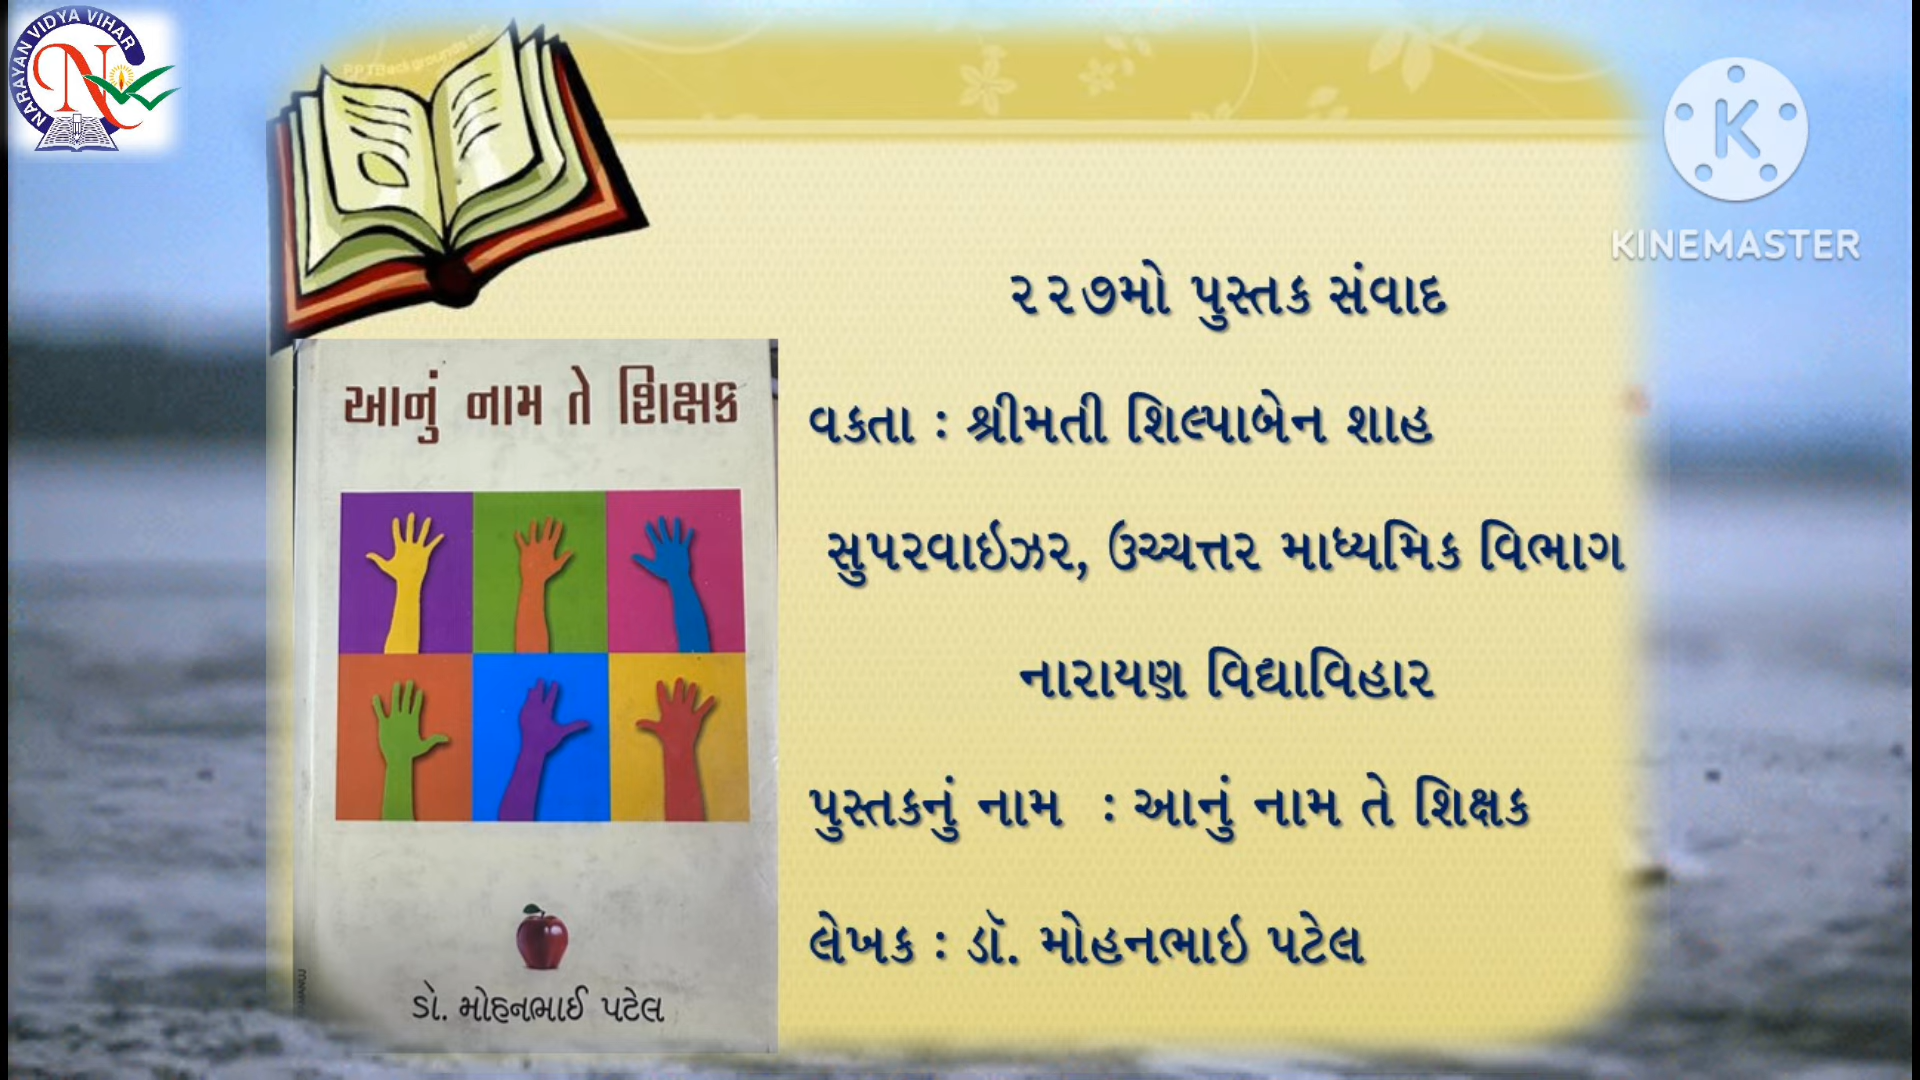 NARAYAN VIDYA VIHAR
KINEMASTER
૨૨૭મો પુસ્તક સંવાદ
વકતા : શ્રીમતી શિલ્પાબેન શાહ
સુપરવાઇઝર, ઉચ્ચત્તર માધ્યમિક વિભાગ
નારાયણ વિદ્યાવિહાર
પુસ્તકનું નામ : આનું નામ તે શિક્ષક
લેખક : ડૉ. મોહનભાઇ પટેલ
આનું નામ તે શિક્ષક
ડો. મોહનભાઈ પટેલ